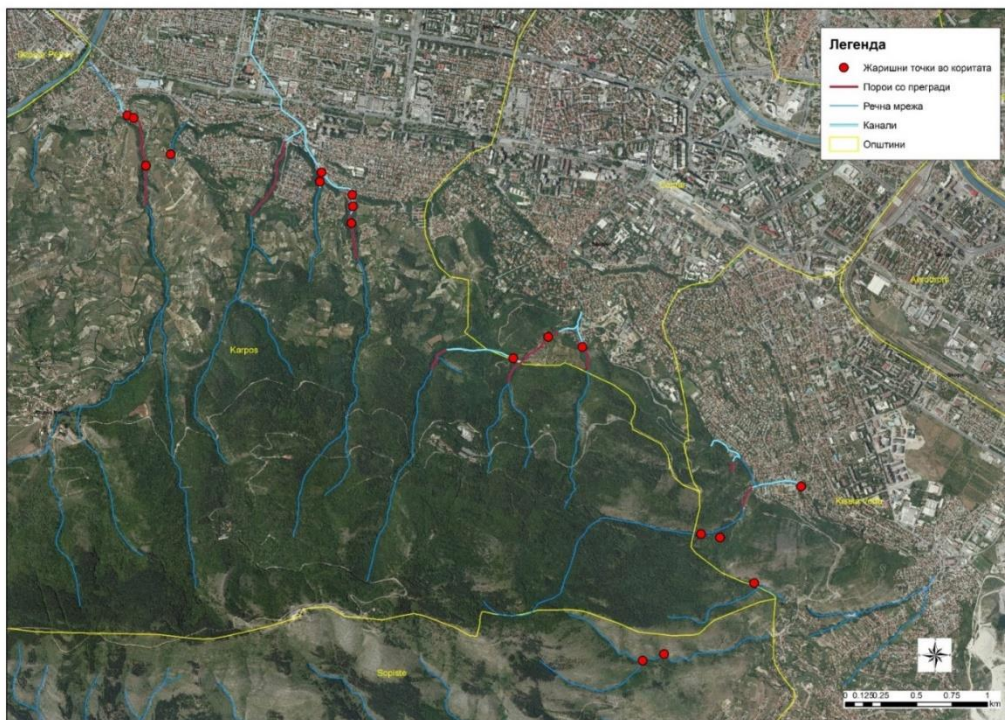 Легенда
Жаришни точки во коритата
Порои со прегради
Речна мрежа
Канали
Општини
Karpos
Aerodrom
Kisela Voda
Sopiste
0 0.125 0.25 0.5 0.75 1
km